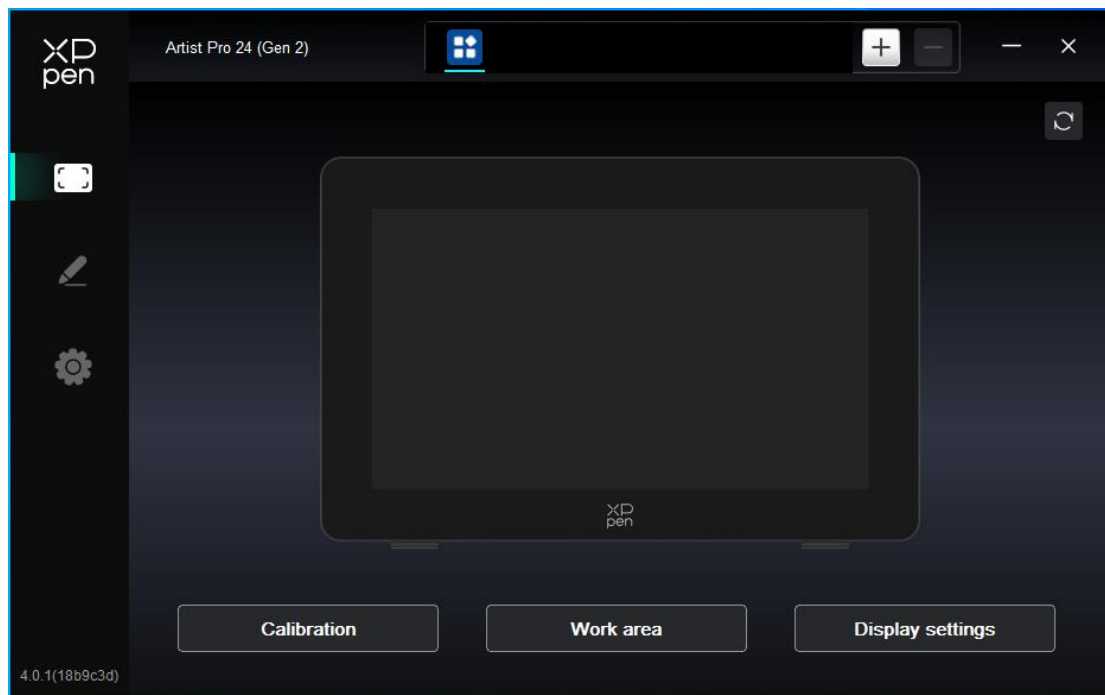 XP
pen
Artist Pro 24 (Gen 2)
XP
pen
Calibration
Work area
Display settings
4.0.1(18b9c3d)